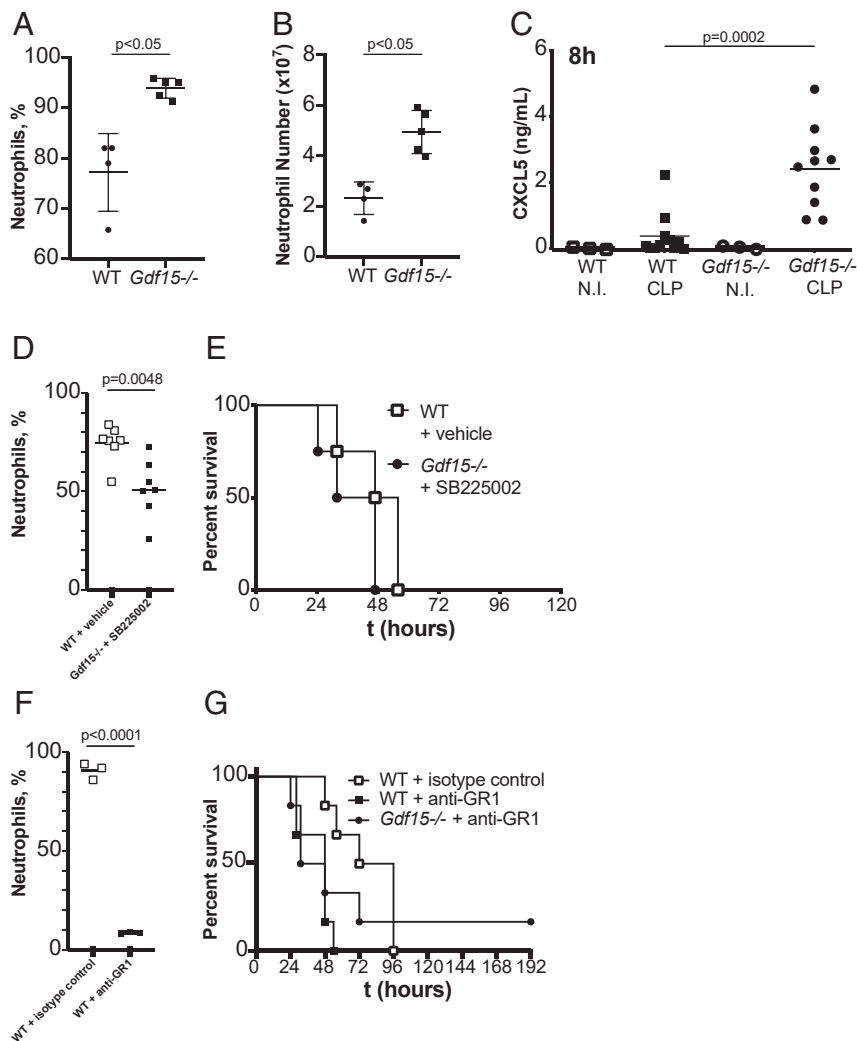 A
p<0.05
Neutrophils, %
100
90
80
70
60
WT Gdf15-/-
B
p<0.05
Neutrophil Number (x10⁷)
8
6
4
2
0
WT Gdf15-/-
C
8h
p=0.0002
CXCL5 (ng/mL)
6
4
2
0
WT N.I.
WT CLP
Gdf15-/- N.I.
Gdf15-/- CLP
D
p=0.0048
Neutrophils, %
100
50
0
WT + vehicle
Gdf15-/- + SB225002
E
Percent survival
100
50
0
WT
+ vehicle
Gdf15-/-
+ SB225002
0 24 48 72 96 120
t (hours)
F
p<0.0001
Neutrophils, %
100
50
0
WT + isotype control
WT + anti-GR1
G
Percent survival
100
50
0
WT + isotype control
WT + anti-GR1
Gdf15-/- + anti-GR1
0 24 48 72 96 120 144 168 192
t (hours)